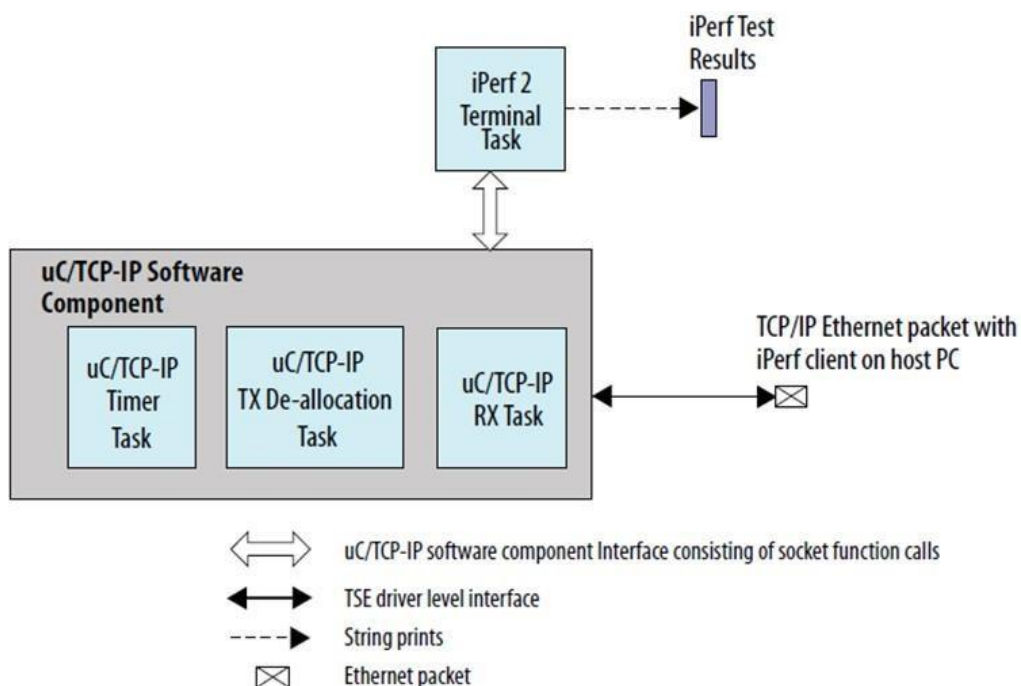 iPerf Test
Results
iPerf 2
Terminal
Task
uC/TCP-IP Software
Component
uC/TCP-IP
Timer
Task
uC/TCP-IP
TX De-allocation
Task
uC/TCP-IP
RX Task
TCP/IP Ethernet packet with
iPerf client on host PC
uC/TCP-IP software component Interface consisting of socket function calls
TSE driver level interface
String prints
Ethernet packet